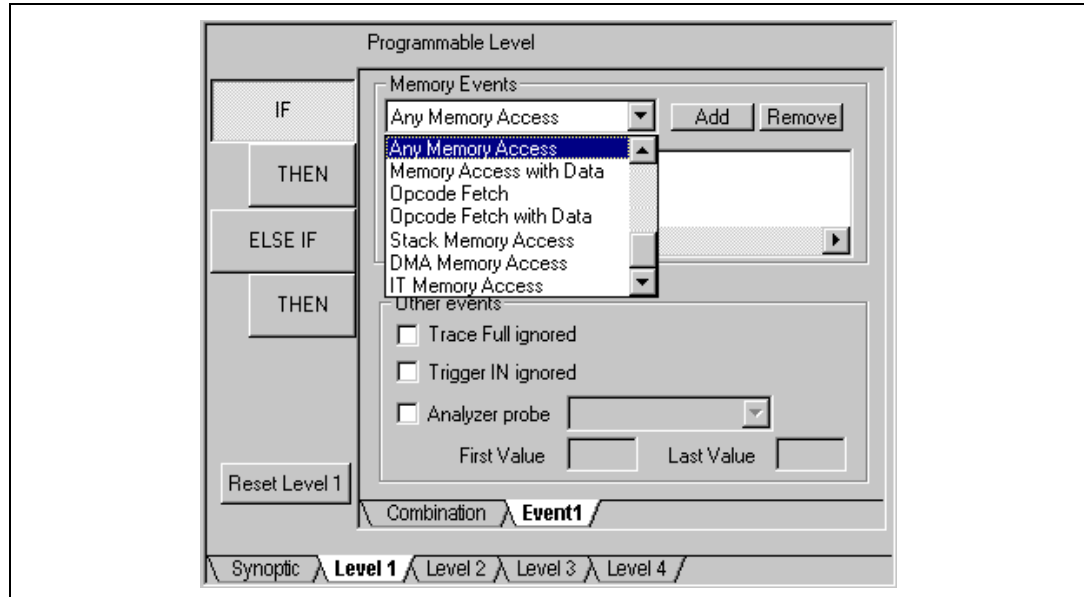 Programmable Level
IF
THEN
ELSE IF
THEN
Reset Level 1
Memory Events
Any Memory Access
Add
Remove
Any Memory Access
Memory Access with Data
Opcode Fetch
Opcode Fetch with Data
Stack Memory Access
DMA Memory Access
IT Memory Access
Other events
Trace Full ignored
Trigger IN ignored
Analyzer probe
First Value
Last Value
Combination
Event1
Synoptic
Level 1
Level 2
Level 3
Level 4